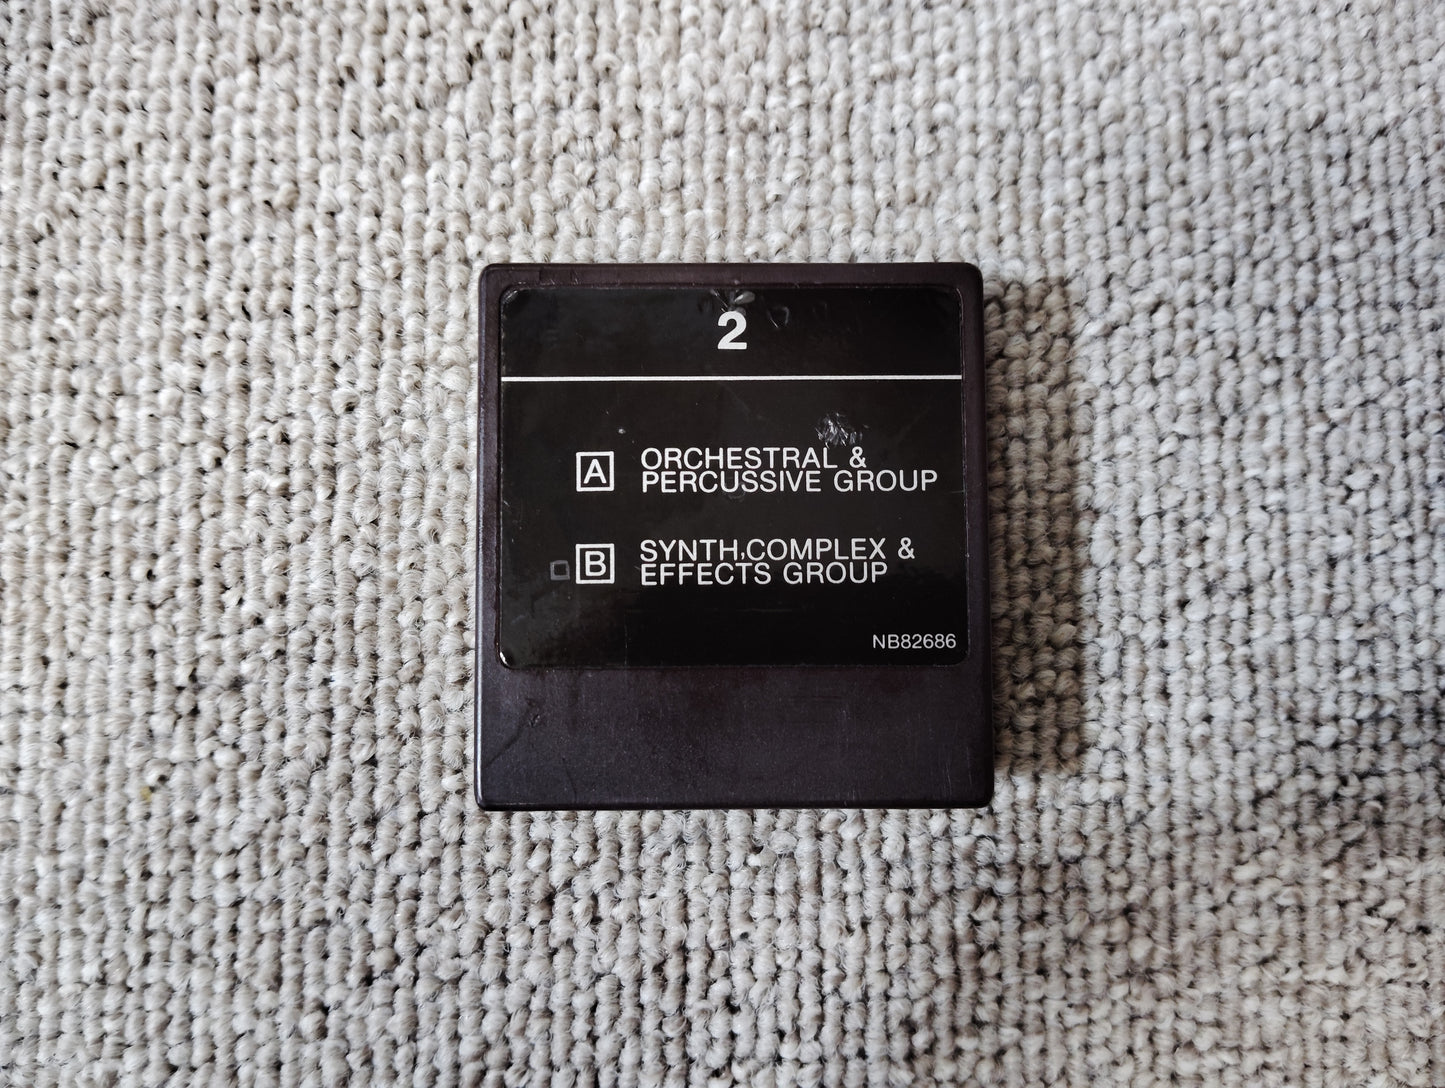 2
A ORCHESTRAL &
PERCUSSIVE GROUP
B SYNTH,COMPLEX &
EFFECTS GROUP
NB82686